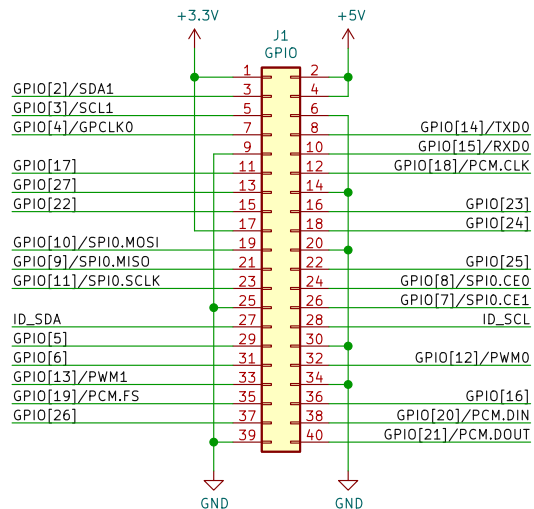 +3.3V +5V
J1
GPIO
1 2
GPIO[2]/SDA1 3 4
GPIO[3]/SCL1 5 6
GPIO[4]/GPCLK0 7 8 GPIO[14]/TXD0
9 10 GPIO[15]/RXD0
GPIO[17] 11 12 GPIO[18]/PCM.CLK
GPIO[27] 13 14
GPIO[22] 15 16 GPIO[23]
17 18 GPIO[24]
GPIO[10]/SPI0.MOSI 19 20
GPIO[9]/SPI0.MISO 21 22 GPIO[25]
GPIO[11]/SPI0.SCLK 23 24 GPIO[8]/SPI0.CE0
25 26 GPIO[7]/SPI0.CE1
ID_SDA 27 28 ID_SCL
GPIO[5] 29 30
GPIO[6] 31 32 GPIO[12]/PWM0
GPIO[13]/PWM1 33 34
GPIO[19]/PCM.FS 35 36 GPIO[16]
GPIO[26] 37 38 GPIO[20]/PCM.DIN
39 40 GPIO[21]/PCM.DOUT
GND GND